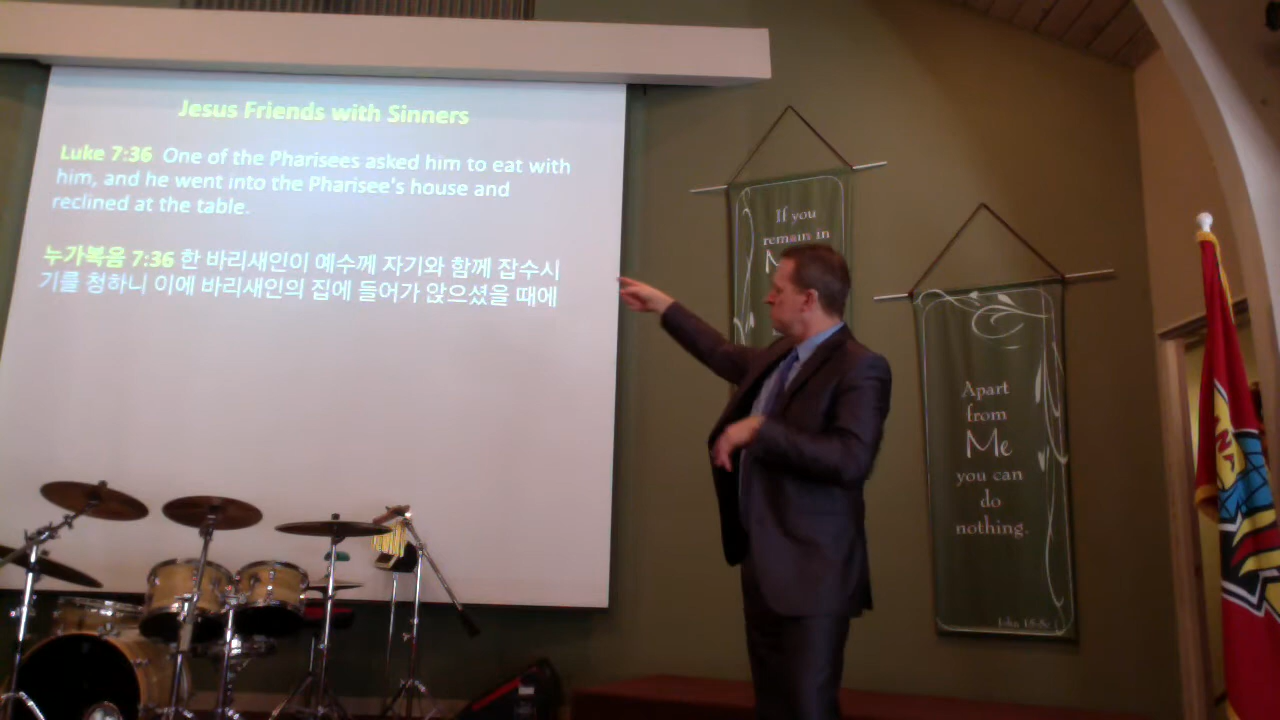 Jesus Friends with Sinners
Luke 7:36 One of the Pharisees asked him to eat with
him, and he went into the Pharisee's house and
reclined at the table.
누가복음 7:36 한 바리새인이 예수께 자기와 함께 잡수시
기를 청하니 이에 바리새인의 집에 들어가 앉으셨을 때에
If you
remain in
Apart
from
Me
you can
do
nothing.
John